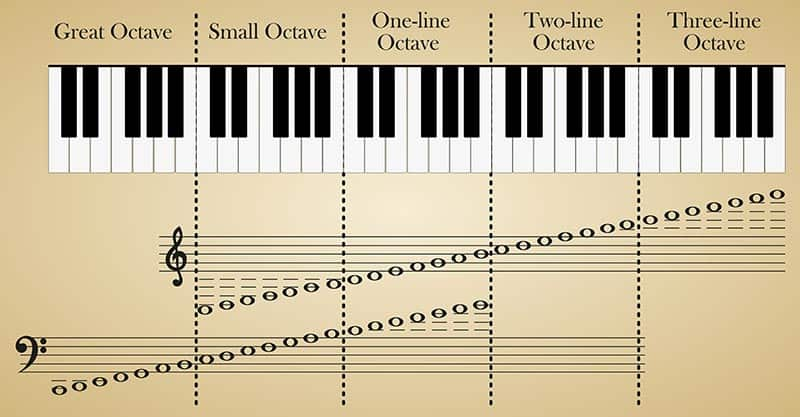 Great Octave
Small Octave
One-line
Octave
Two-line
Octave
Three-line
Octave